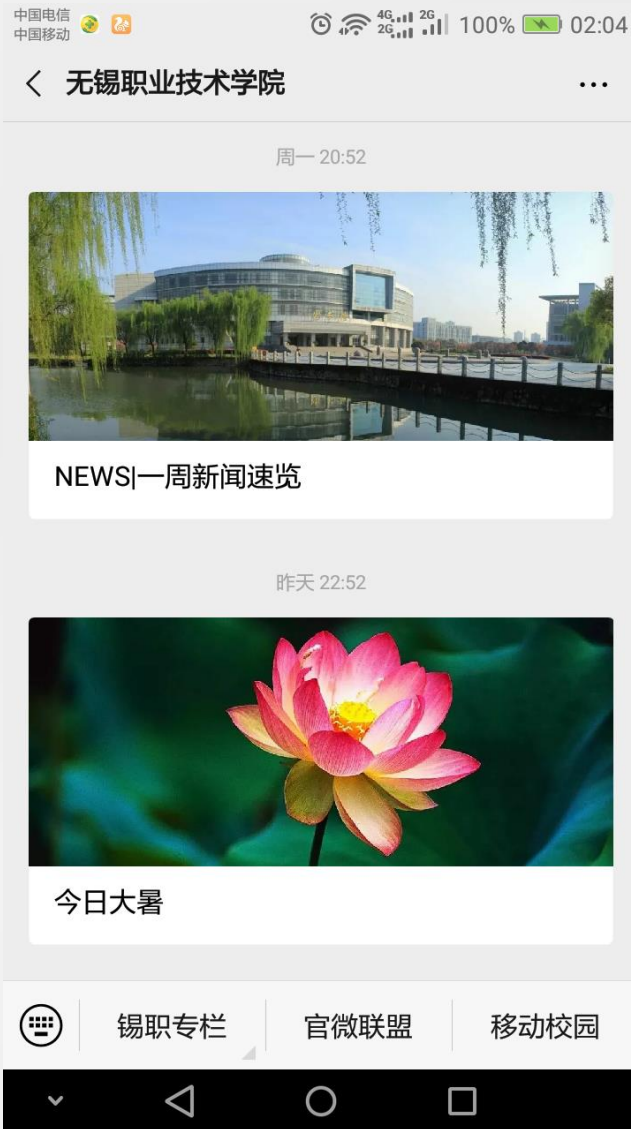 中国电信
中国移动
4G 2G 2G 100% 02:04
无锡职业技术学院
周一 20:52
NEWS|一周新闻速览
昨天 22:52
今日大暑
锡职专栏 官微联盟 移动校园